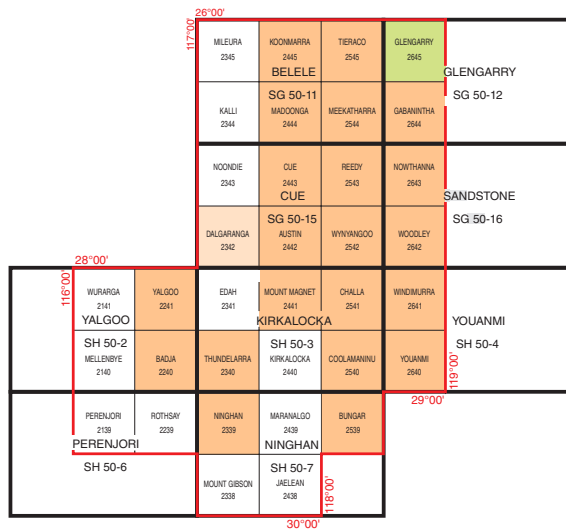 26°00'
117°00'
MILEURA KOONMARRA TIERACO GLENGARRY
2345 2445 2545 2645
BELELE GLENGARRY
SG 50-11 SG 50-12
KALLI MADOONGA MEEKATHARRA GABANINTHA
2344 2444 2544 2644
NOONDIE CUE REEDY NOWTHANNA
2343 2443 2543 2643
CUE SANDSTONE
SG 50-15 SG 50-16
DALGARANGA AUSTIN WYNYANGOO WOODLEY
2342 2442 2542 2642
28°00'
116°00'
WURARGA YALGOO EDAH MOUNT MAGNET CHALLA WINDIMURRA
2141 2241 2341 2441 2541 2641
YALGOO KIRKALOCKA YOUANMI
SH 50-2 SH 50-3 SH 50-4
MELLENBYE BADJA THUNDELARRA KIRKALOCKA COOLAMANINU YOUANMI
2140 2240 2340 2440 2540 2640
119°00'
29°00'
PERENJORI ROTHSAY NINGHAN MARANALGO BUNGAR
2139 2239 2339 2439 2539
PERENJORI NINGHAN
SH 50-6 SH 50-7
MOUNT GIBSON JAELEAN
2338 2438
118°00'
30°00'